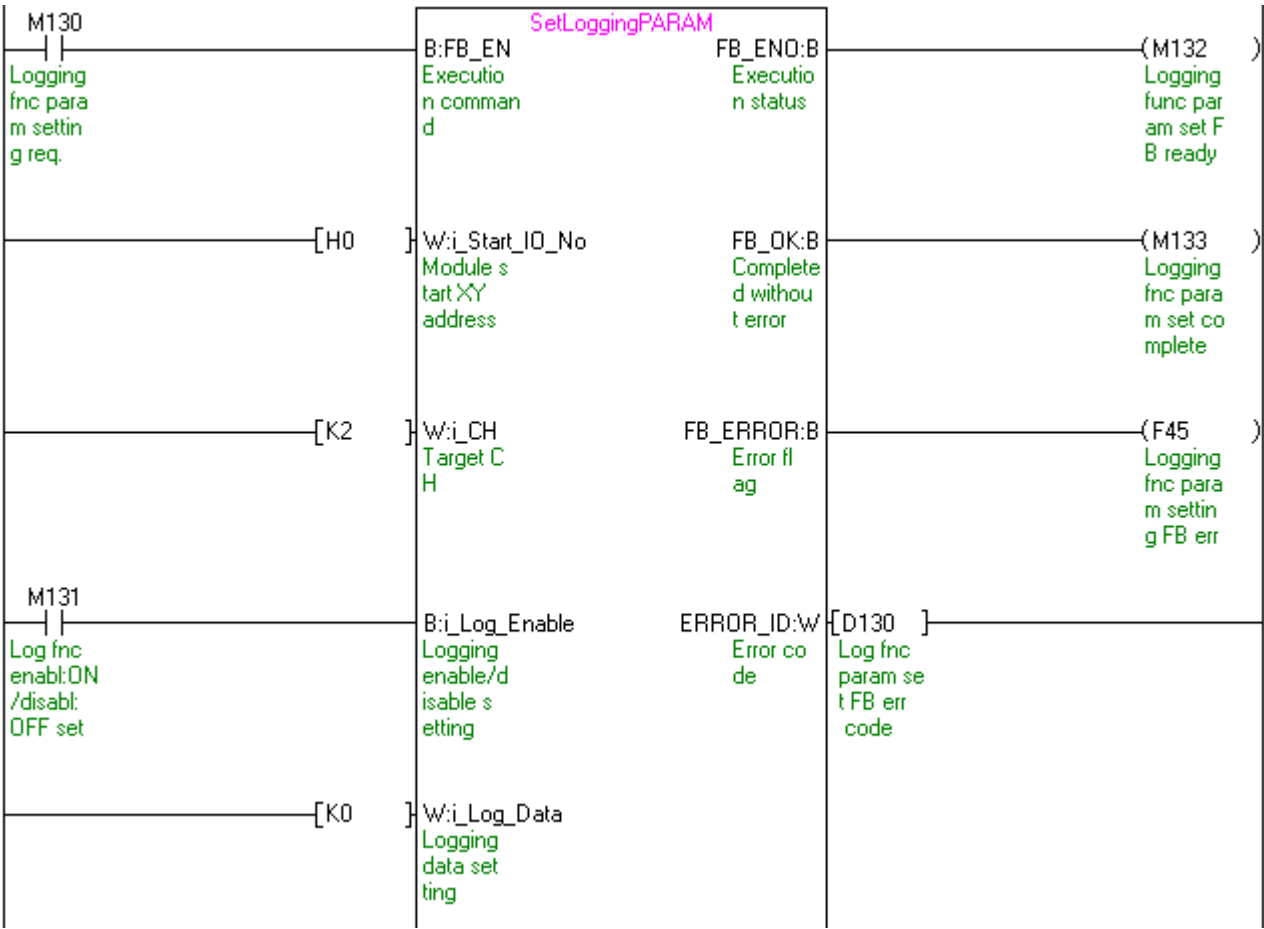 M130
SetLoggingPARAM
B:FB_EN
FB_ENO:B
(M132 )
Logging
fnc para
m settin
g req.
Executio
n comman
d
Executio
n status
Logging
func par
am set F
B ready
[H0 ]
W:i_Start_IO_No
FB_OK:B
(M133 )
Module s
tart XY
address
Complete
d withou
t error
Logging
fnc para
m set co
mplete
[K2 ]
W:i_CH
FB_ERROR:B
(F45 )
Target C
H
Error fl
ag
Logging
fnc para
m settin
g FB err
M131
B:i_Log_Enable
ERROR_ID:W
[D130 ]
Log fnc
enabl:ON
/disabl:
OFF set
Logging
enable/d
isable s
etting
Error co
de
Log fnc
param se
t FB err
code
[K0 ]
W:i_Log_Data
Logging
data set
ting